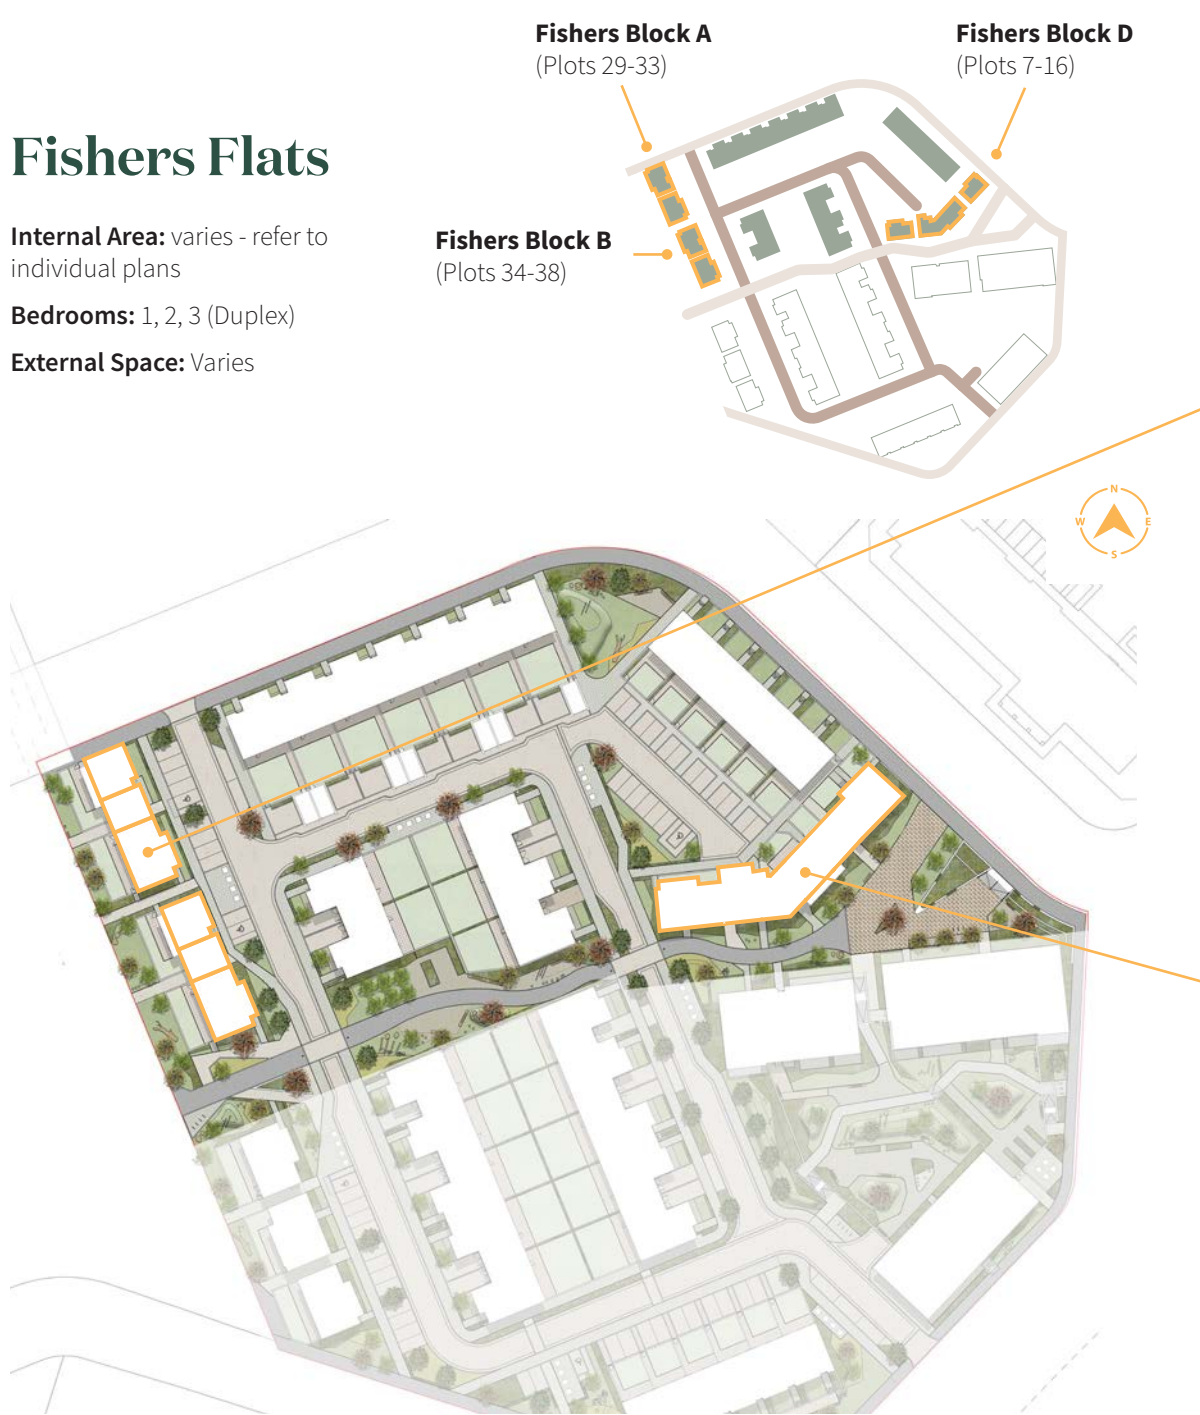 Fishers Block A
(Plots 29-33)
Fishers Block D
(Plots 7-16)
Fishers Flats
Internal Area: varies - refer to
individual plans
Bedrooms: 1, 2, 3 (Duplex)
External Space: Varies
Fishers Block B
(Plots 34-38)
N
W
E
S